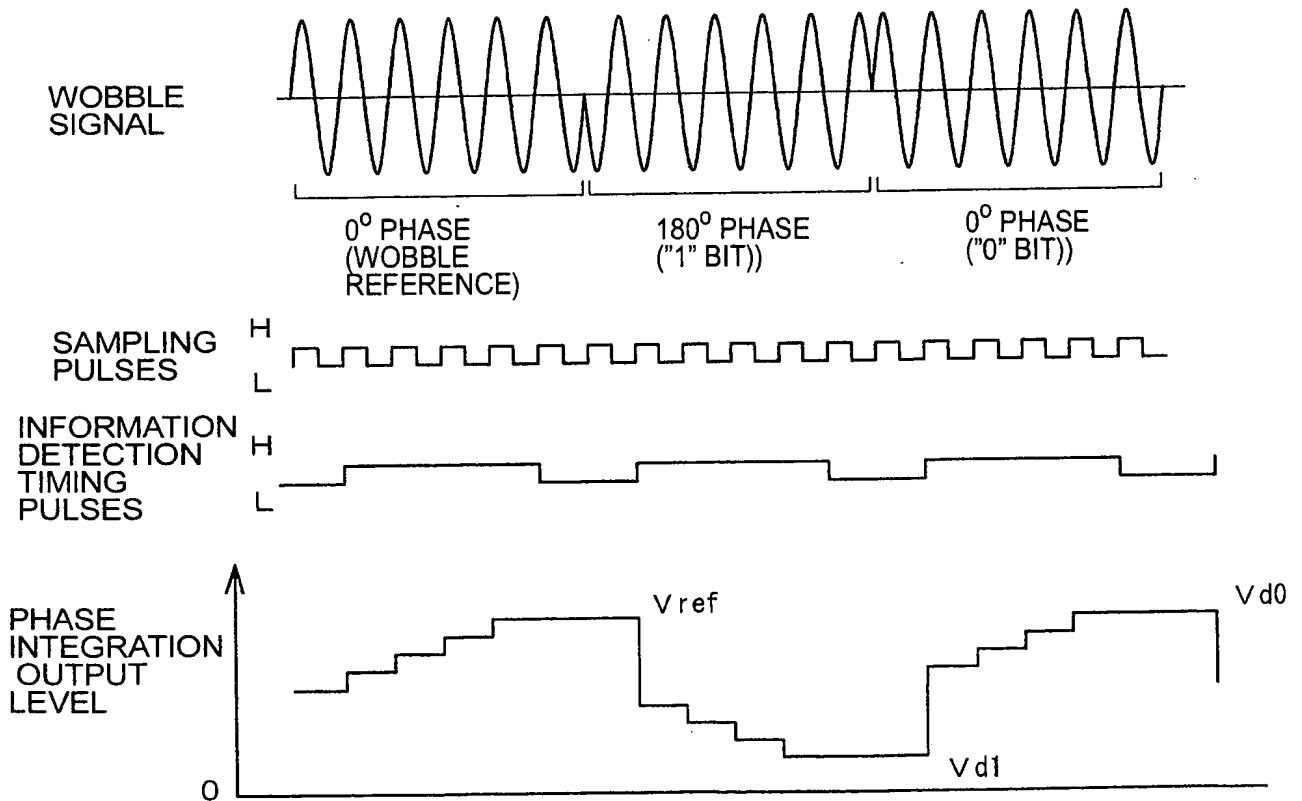 WOBBLE
SIGNAL
0° PHASE
(WOBBLE
REFERENCE)
180° PHASE
("1" BIT))
0° PHASE
("0" BIT))
SAMPLING
PULSES
H
L
INFORMATION
DETECTION
TIMING
PULSES
H
L
PHASE
INTEGRATION
OUTPUT
LEVEL
Vref
Vd0
Vd1
0